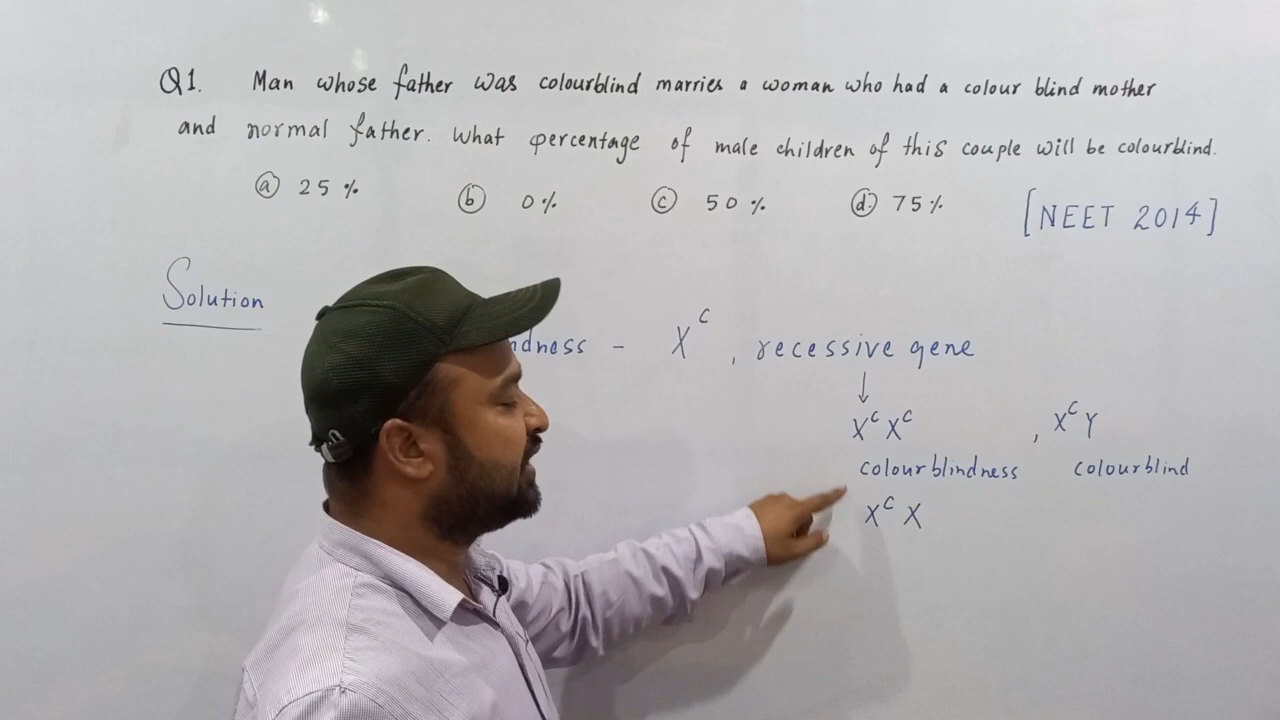 Q1. Man whose father was colourblind marries a woman who had a colour blind mother
and normal father. What percentage of male children of this couple will be colourblind.
(a) 25% (b) 0% (c) 50% (d) 75% [NEET 2014]
Solution
ndness - X^C, recessive gene
↓
X^C X^C , X^C Y
colourblindness colourblind
X^C X